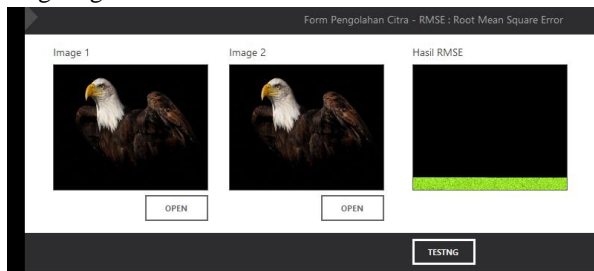 Form Pengolahan Citra - RMSE : Root Mean Square Error
Image 1
Image 2
Hasil RMSE
OPEN
OPEN
TESTNG